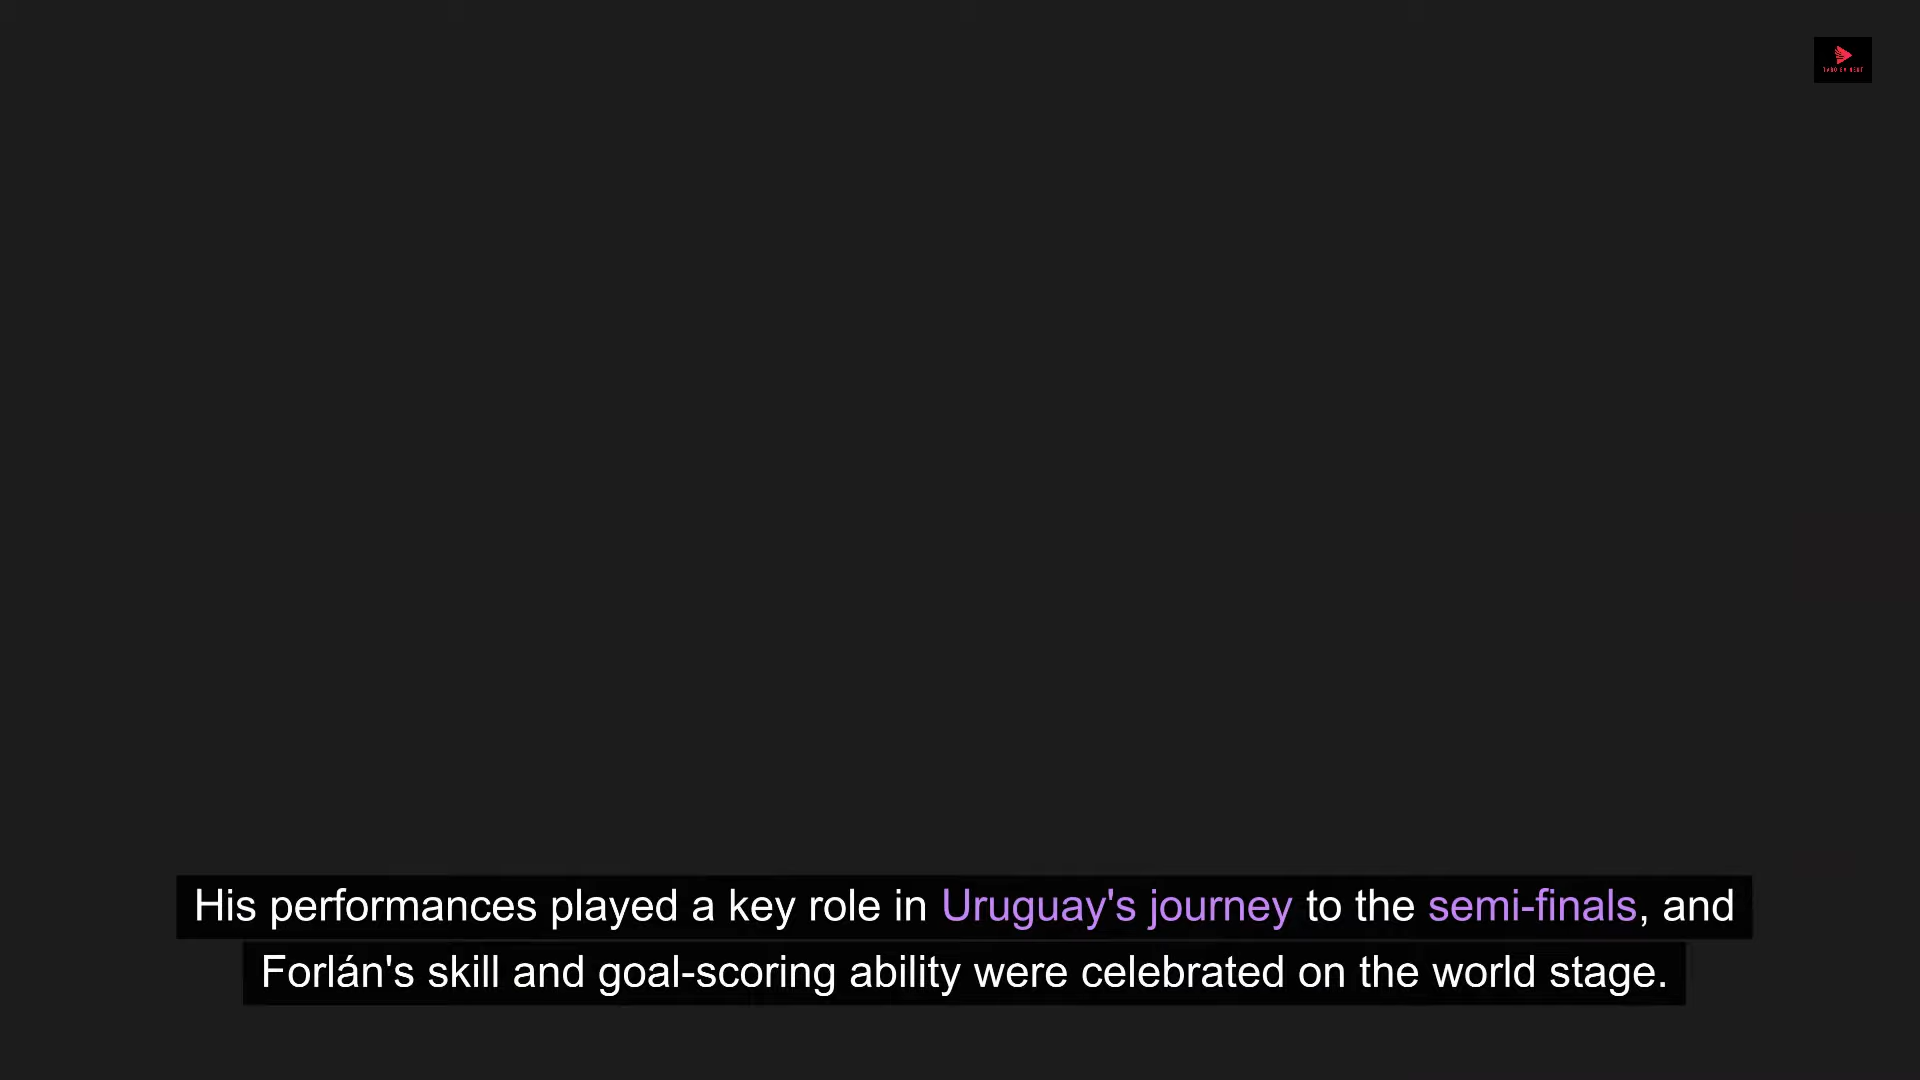 His performances played a key role in Uruguay's journey to the semi-finals, and
Forlán's skill and goal-scoring ability were celebrated on the world stage.